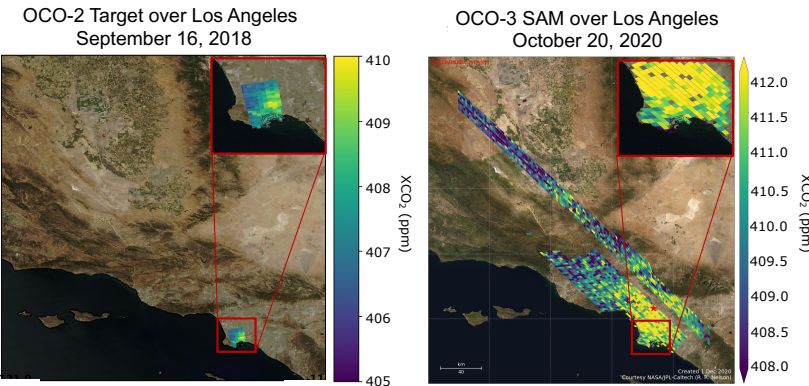 OCO-2 Target over Los Angeles
September 16, 2018
410
409
408
407
406
405
XCO₂ (ppm)
OCO-3 SAM over Los Angeles
October 20, 2020
412.0
411.5
411.0
410.5
410.0
409.5
409.0
408.5
408.0
XCO₂ (ppm)
km
40
Created 1 Dec 2020
Courtesy NASA/JPL-Caltech (R. R. Nelson)